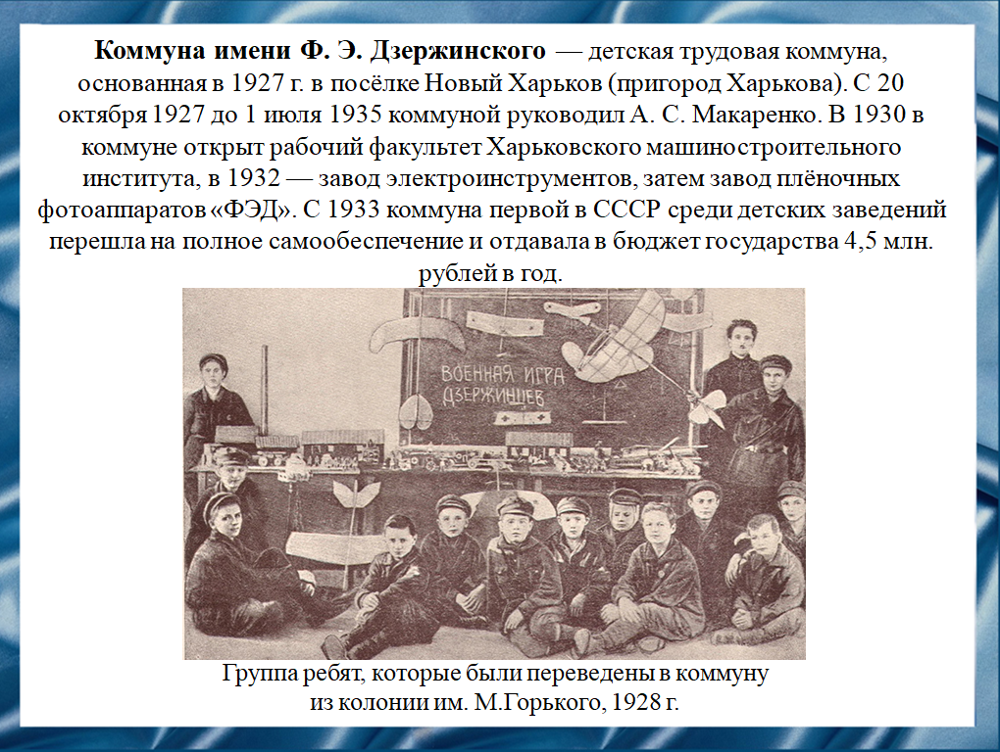 Коммуна имени Ф. Э. Дзержинского — детская трудовая коммуна,
основанная в 1927 г. в посёлке Новый Харьков (пригород Харькова). С 20
октября 1927 до 1 июля 1935 коммуной руководил А. С. Макаренко. В 1930 в
коммуне открыт рабочий факультет Харьковского машиностроительного
института, в 1932 — завод электроинструментов, затем завод плёночных
фотоаппаратов «ФЭД». С 1933 коммуна первой в СССР среди детских заведений
перешла на полное самообеспечение и отдавала в бюджет государства 4,5 млн.
рублей в год.
ВОЕННАЯ ИГРА
ДЗЕРЖИНЦЕВ
Группа ребят, которые были переведены в коммуну
из колонии им. М.Горького, 1928 г.